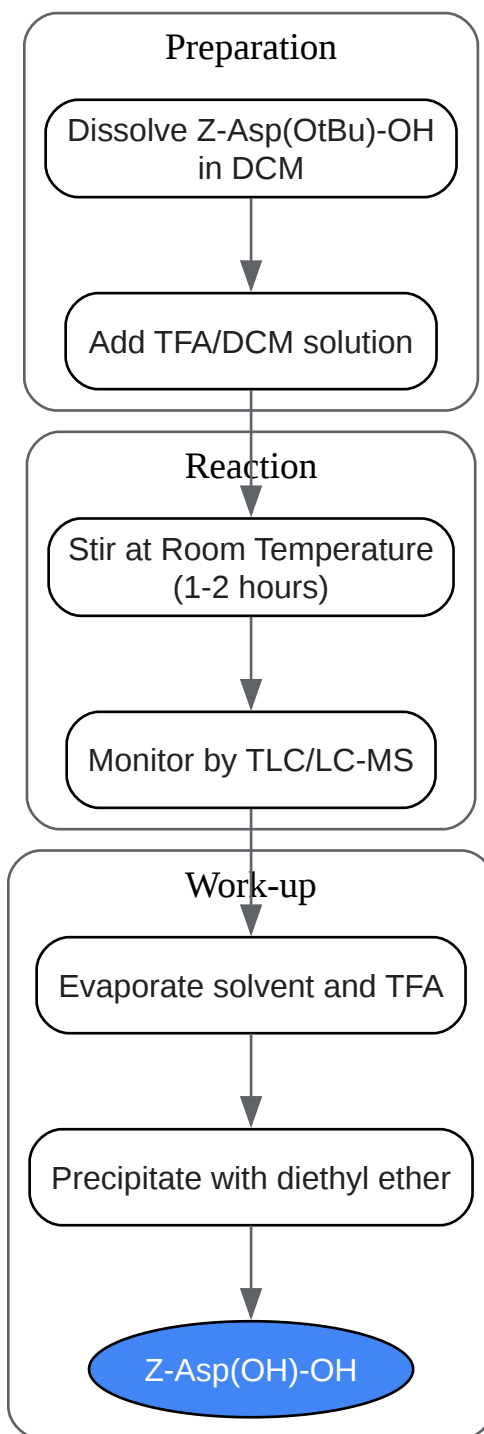 Preparation
Dissolve Z-Asp(OtBu)-OH
in DCM
Add TFA/DCM solution
Reaction
Stir at Room Temperature
(1-2 hours)
Monitor by TLC/LC-MS
Work-up
Evaporate solvent and TFA
Precipitate with diethyl ether
Z-Asp(OH)-OH